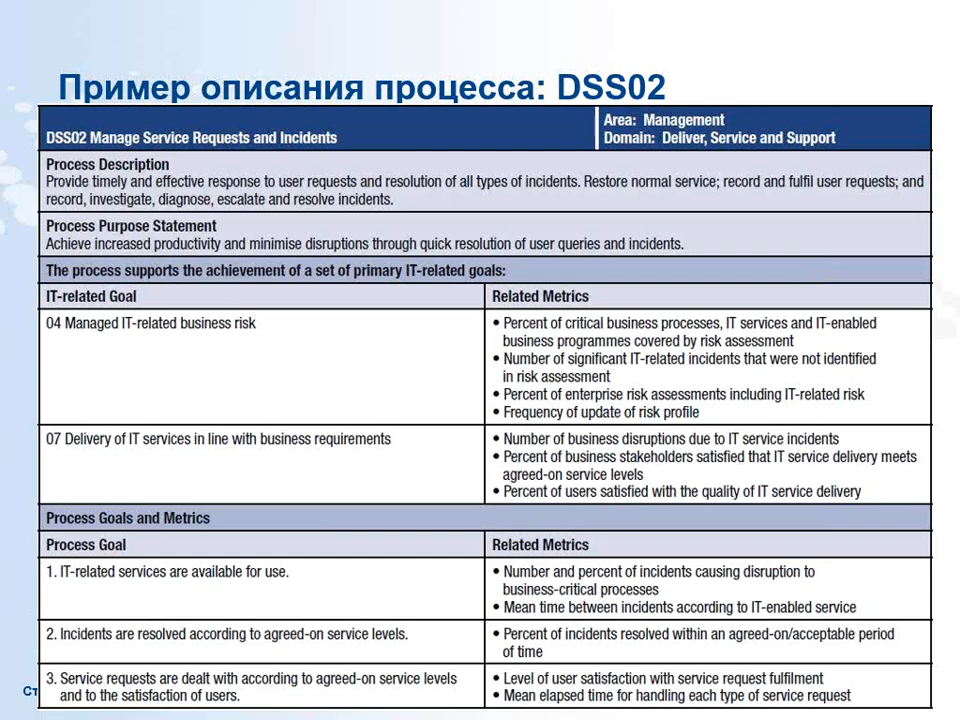 Пример описания процесса: DSS02
DSS02 Manage Service Requests and Incidents
Area: Management
Domain: Deliver, Service and Support
Process Description
Provide timely and effective response to user requests and resolution of all types of incidents. Restore normal service; record and fulfil user requests; and
record, investigate, diagnose, escalate and resolve incidents.
Process Purpose Statement
Achieve increased productivity and minimise disruptions through quick resolution of user queries and incidents.
The process supports the achievement of a set of primary IT-related goals:
IT-related Goal
Related Metrics
04 Managed IT-related business risk
• Percent of critical business processes, IT services and IT-enabled
business programmes covered by risk assessment
• Number of significant IT-related incidents that were not identified
in risk assessment
• Percent of enterprise risk assessments including IT-related risk
• Frequency of update of risk profile
07 Delivery of IT services in line with business requirements
• Number of business disruptions due to IT service incidents
• Percent of business stakeholders satisfied that IT service delivery meets
agreed-on service levels
• Percent of users satisfied with the quality of IT service delivery
Process Goals and Metrics
Process Goal
Related Metrics
1. IT-related services are available for use.
• Number and percent of incidents causing disruption to
business-critical processes
• Mean time between incidents according to IT-enabled service
2. Incidents are resolved according to agreed-on service levels.
• Percent of incidents resolved within an agreed-on/acceptable period
of time
3. Service requests are dealt with according to agreed-on service levels
and to the satisfaction of users.
• Level of user satisfaction with service request fulfilment
• Mean elapsed time for handling each type of service request